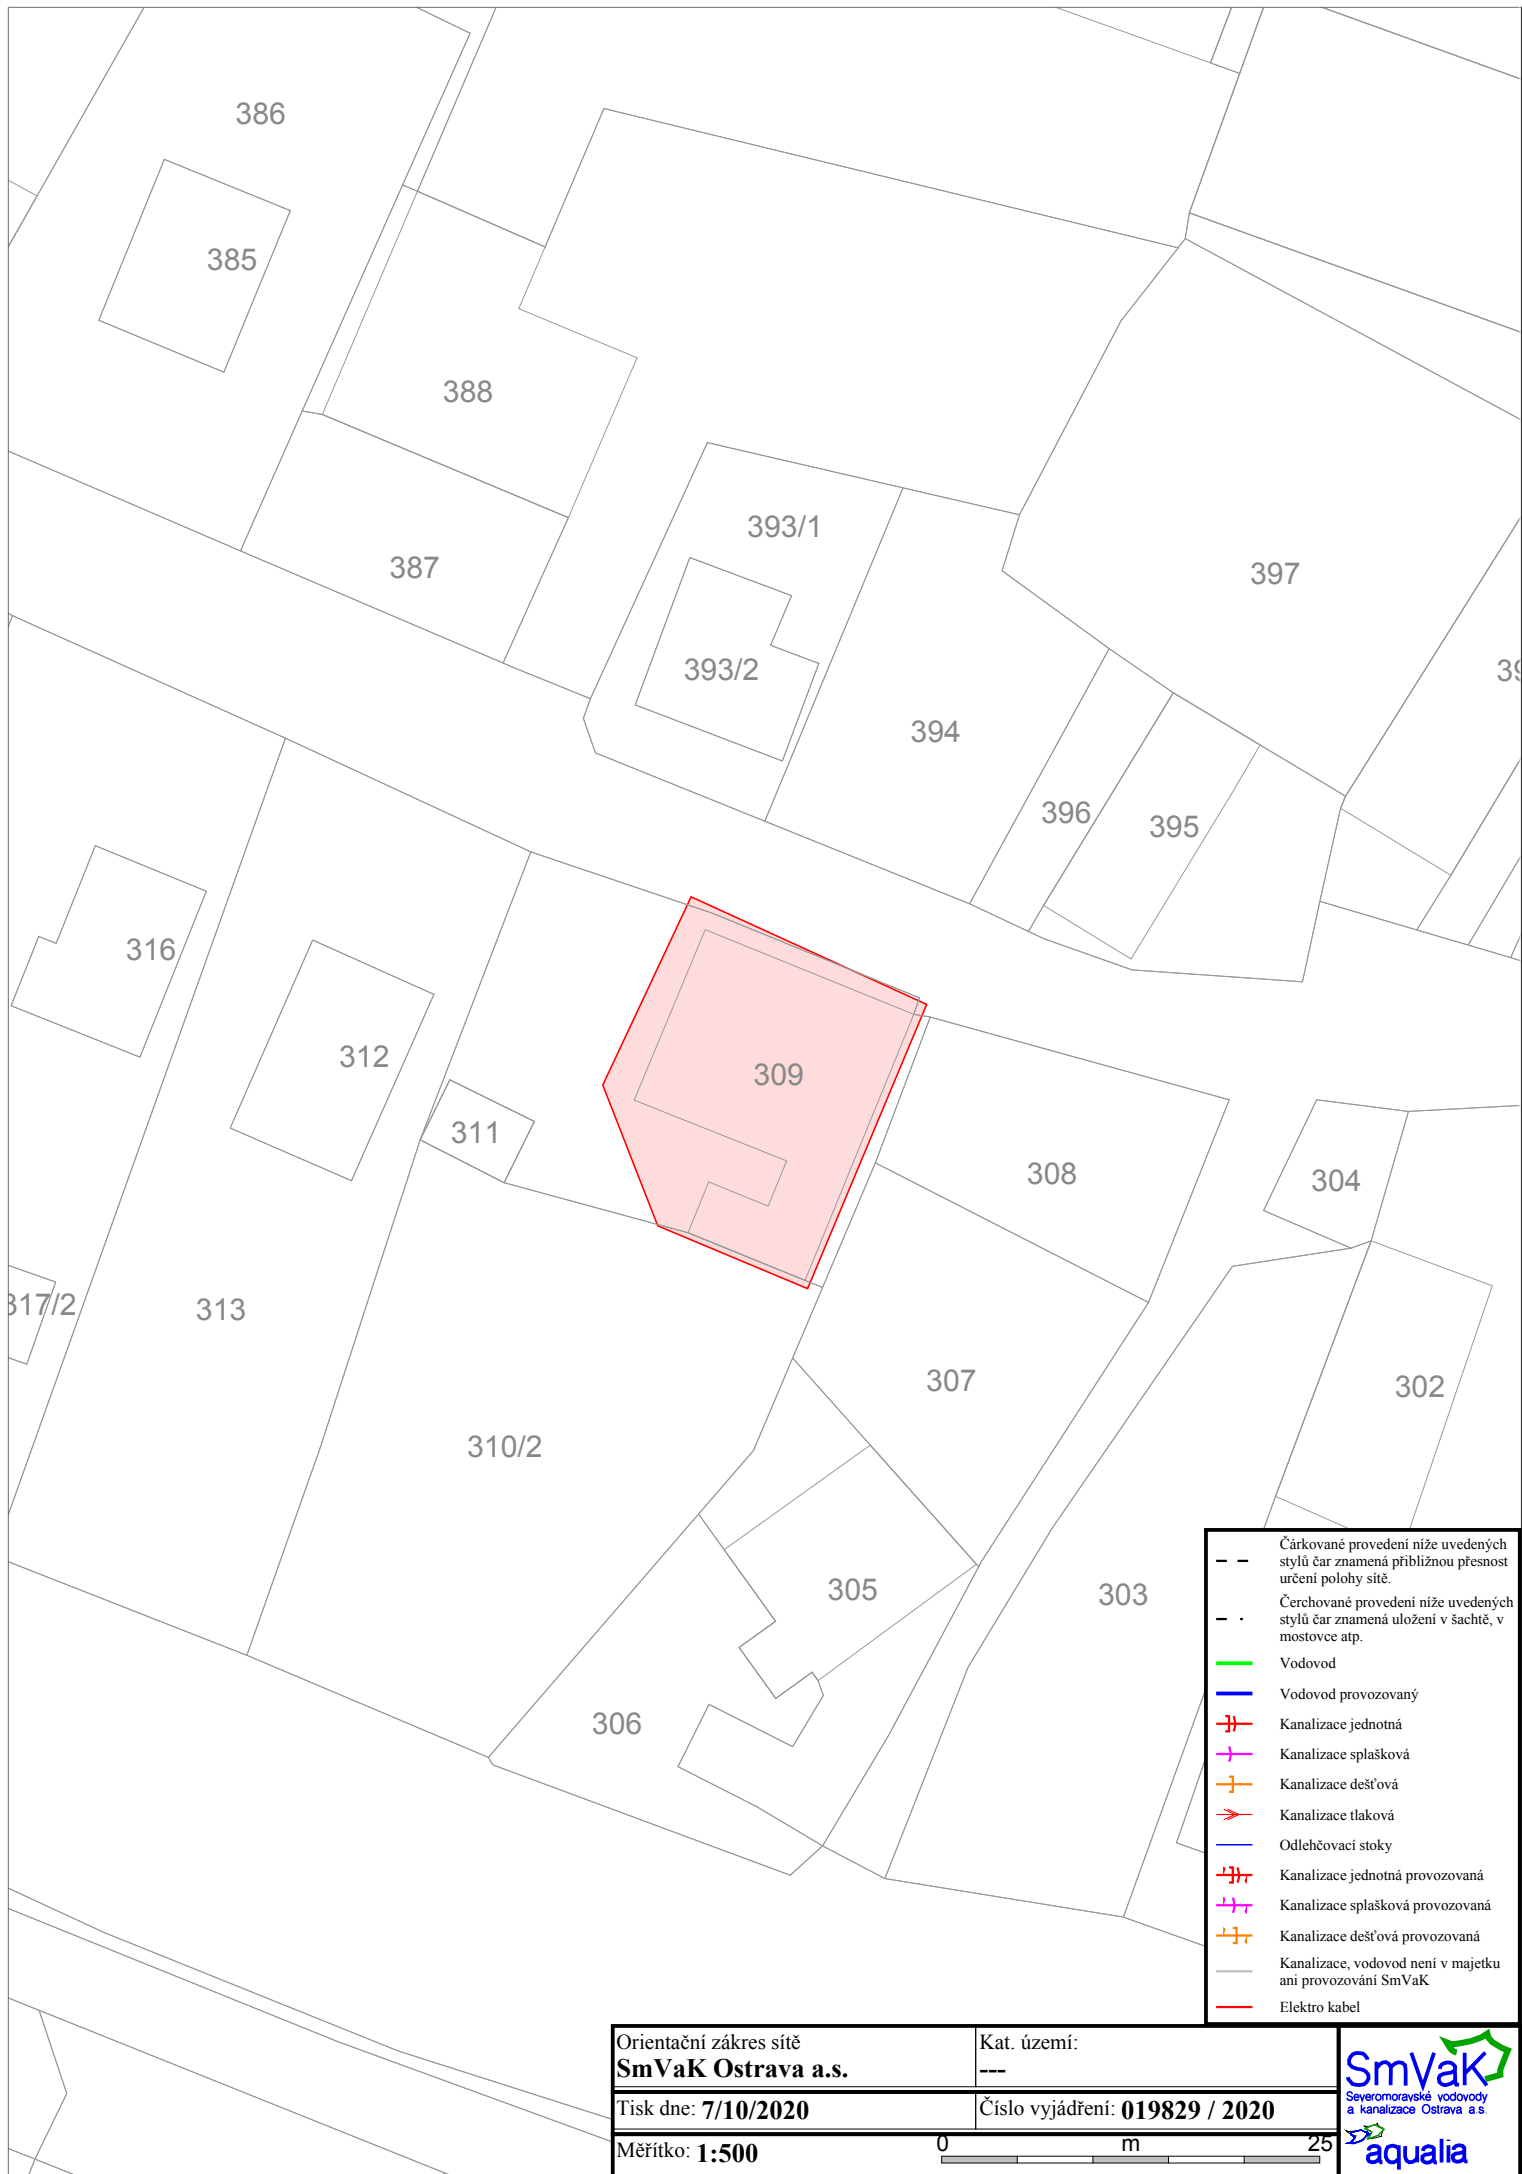 386
385
388
387
393/1
393/2
397
394
396
395
316
312
309
311
308
304
317/2
313
307
302
310/2
305
303
306
Čárkované provedení níže uvedených
stylů čar znamená přibližnou přesnost
určení polohy sítě.
Čerchované provedení níže uvedených
stylů čar znamená uložení v šachtě, v
mostovce atp.
Vodovod
Vodovod provozovaný
Kanalizace jednotná
Kanalizace splašková
Kanalizace dešťová
Kanalizace tlaková
Odlehčovací stoky
Kanalizace jednotná provozovaná
Kanalizace splašková provozovaná
Kanalizace dešťová provozovaná
Kanalizace, vodovod není v majetku
ani provozování SmVaK
Elektro kabel
Orientační zákres sítě
SmVaK Ostrava a.s.
Kat. území:
---
Tisk dne: 7/10/2020
Číslo vyjádření: 019829 / 2020
Měřítko: 1:500
0 m 25
SmVaK
Severomoravské vodovody
a kanalizace Ostrava a.s.
aqualia